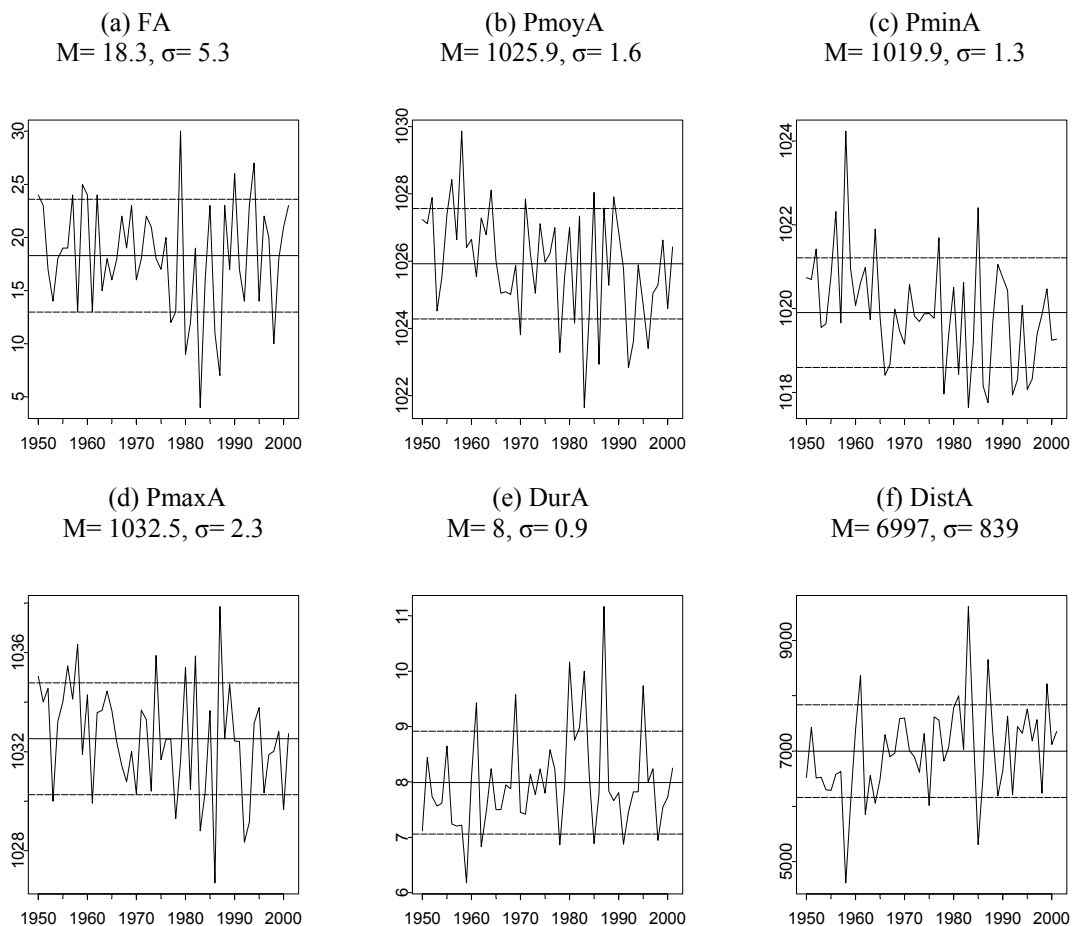 (a) FA
M= 18.3, σ= 5.3
(b) PmoyA
M= 1025.9, σ= 1.6
(c) PminA
M= 1019.9, σ= 1.3
30
25
20
15
10
5
1950 1960 1970 1980 1990 2000
1030
1028
1026
1024
1022
1950 1960 1970 1980 1990 2000
1024
1022
1020
1018
1950 1960 1970 1980 1990 2000
(d) PmaxA
M= 1032.5, σ= 2.3
(e) DurA
M= 8, σ= 0.9
(f) DistA
M= 6997, σ= 839
1036
1032
1028
1950 1960 1970 1980 1990 2000
11
10
9
8
7
6
1950 1960 1970 1980 1990 2000
9000
7000
5000
1950 1960 1970 1980 1990 2000